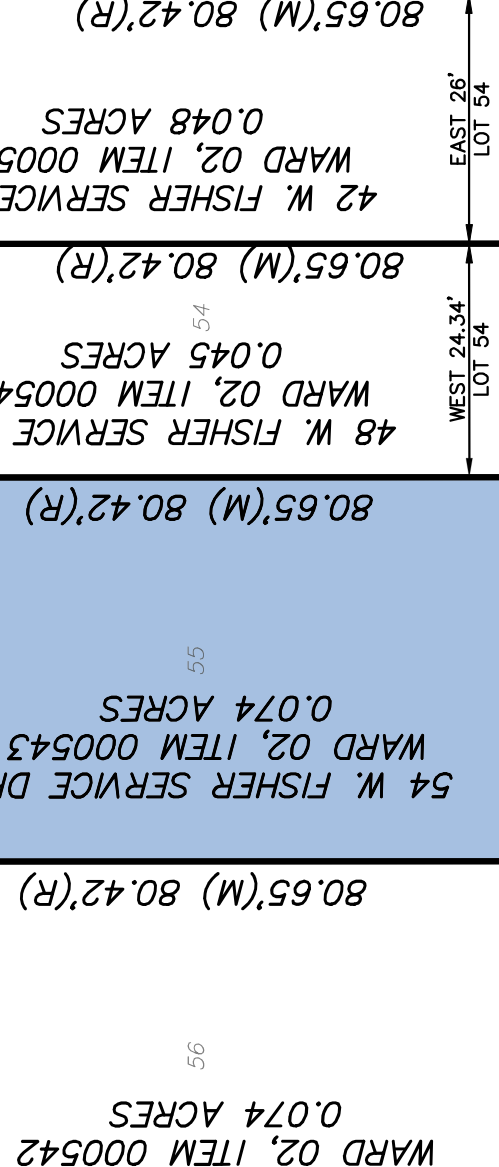 WARD 02, ITEM 000542
0.074 ACRES
56
80.65'(M) 80.42'(R)
54 W. FISHER SERVICE DR
WARD 02, ITEM 000543
0.074 ACRES
55
80.65'(M) 80.42'(R)
48 W. FISHER SERVICE
WARD 02, ITEM 00054
0.045 ACRES
54
80.65'(M) 80.42'(R)
WEST 24.34'
LOT 54
42 W. FISHER SERVICE
WARD 02, ITEM 0005
0.048 ACRES
80.65'(M) 80.42'(R)
EAST 26'
LOT 54